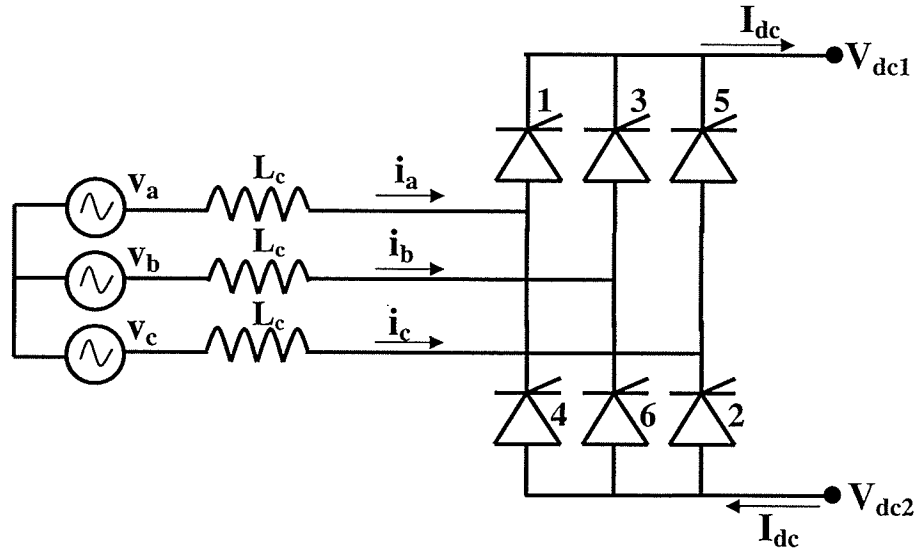 I_dc
V_dc1
1 3 5
v_a L_c i_a
v_b L_c i_b
v_c L_c i_c
4 6 2
V_dc2
I_dc